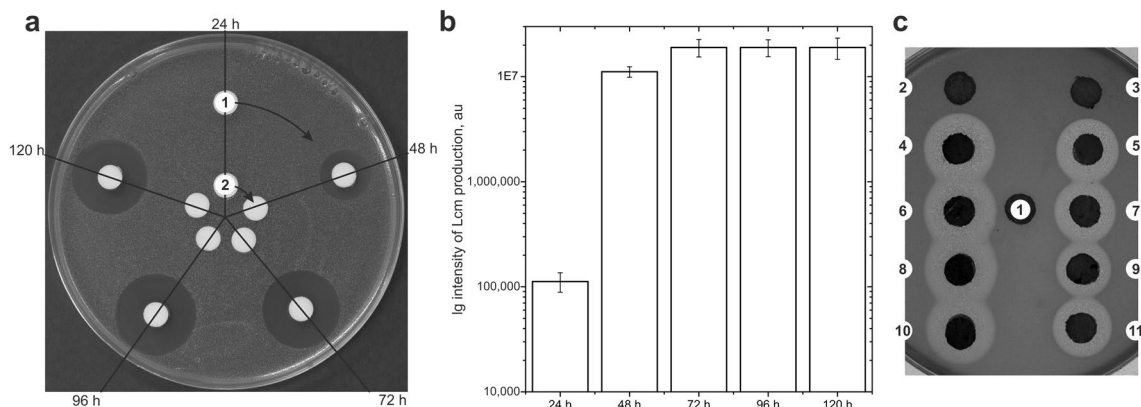 a
24 h
1
48 h
120 h
2
96 h
72 h
b
lg intensity of Lcm production, au
1E7
1,000,000
100,000
10,000
24 h
48 h
72 h
96 h
120 h
c
2
3
4
5
6
1
7
8
9
10
11